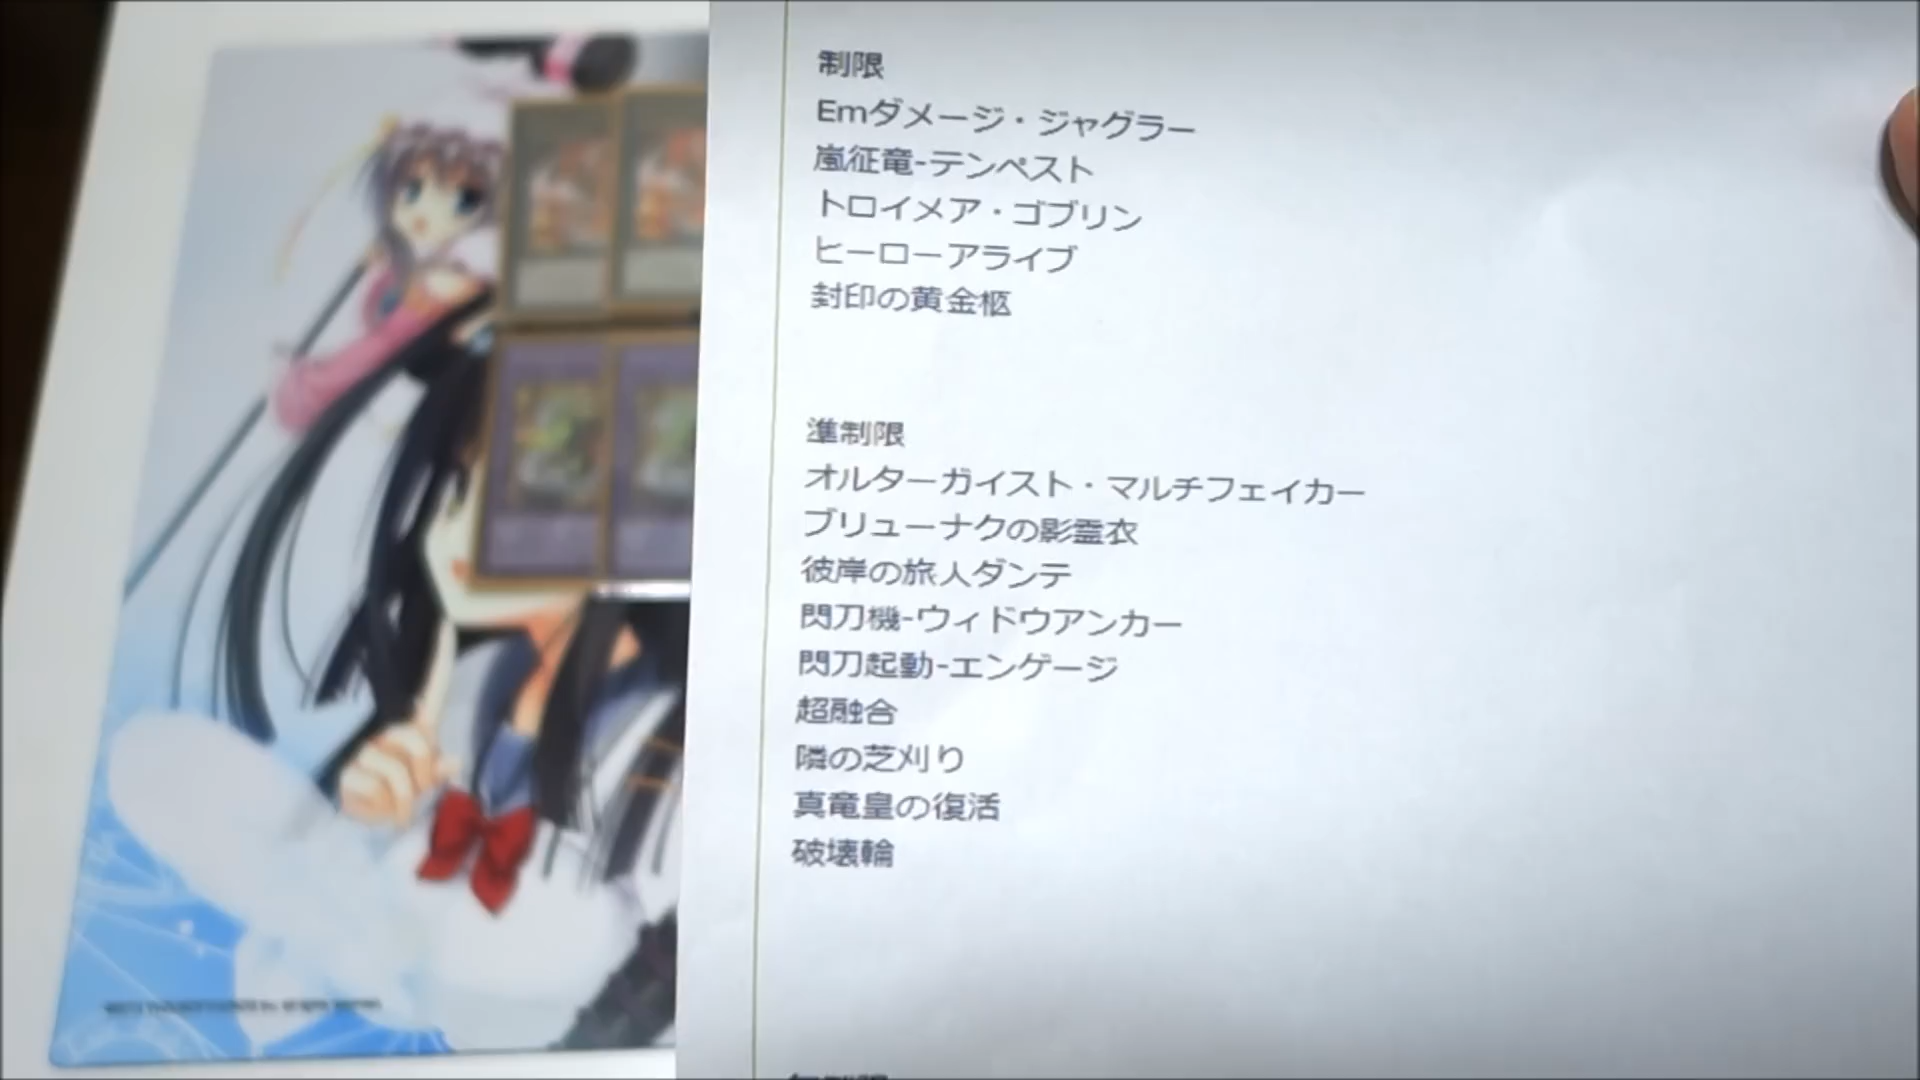 制限
Emダメージ・ジャグラー
嵐征竜-テンペスト
トロイメア・ゴブリン
ヒーローアライブ
封印の黄金柩
進制限
オルターガイスト・マルチフェイカー
ブリューナクの影霊衣
彼岸の旅人ダンテ
閃刀機-ウィドウアンカー
閃刀起動-エンゲージ
超融合
隣の芝刈り
真竜皇の復活
破壊輪